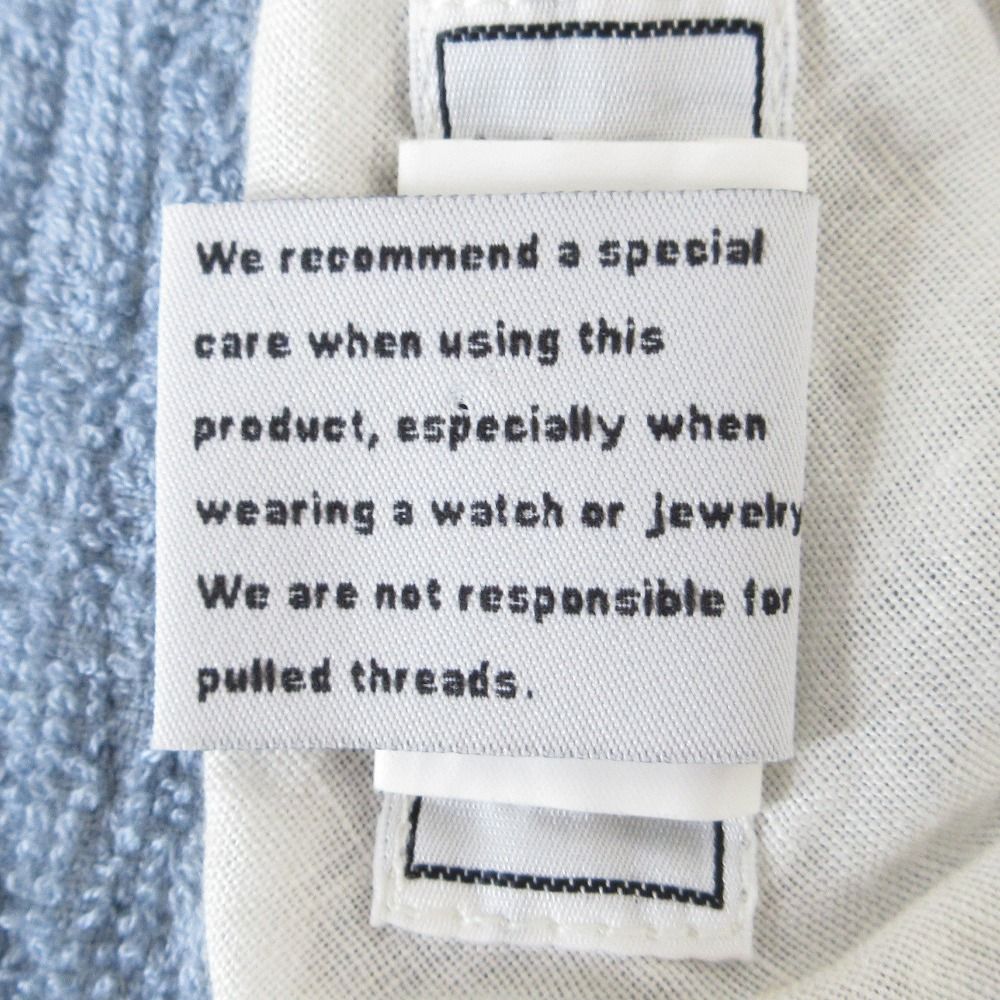 We recommend a special
care when using this
product, especially when
wearing a watch or jewelry
We are not responsible for
pulled threads.